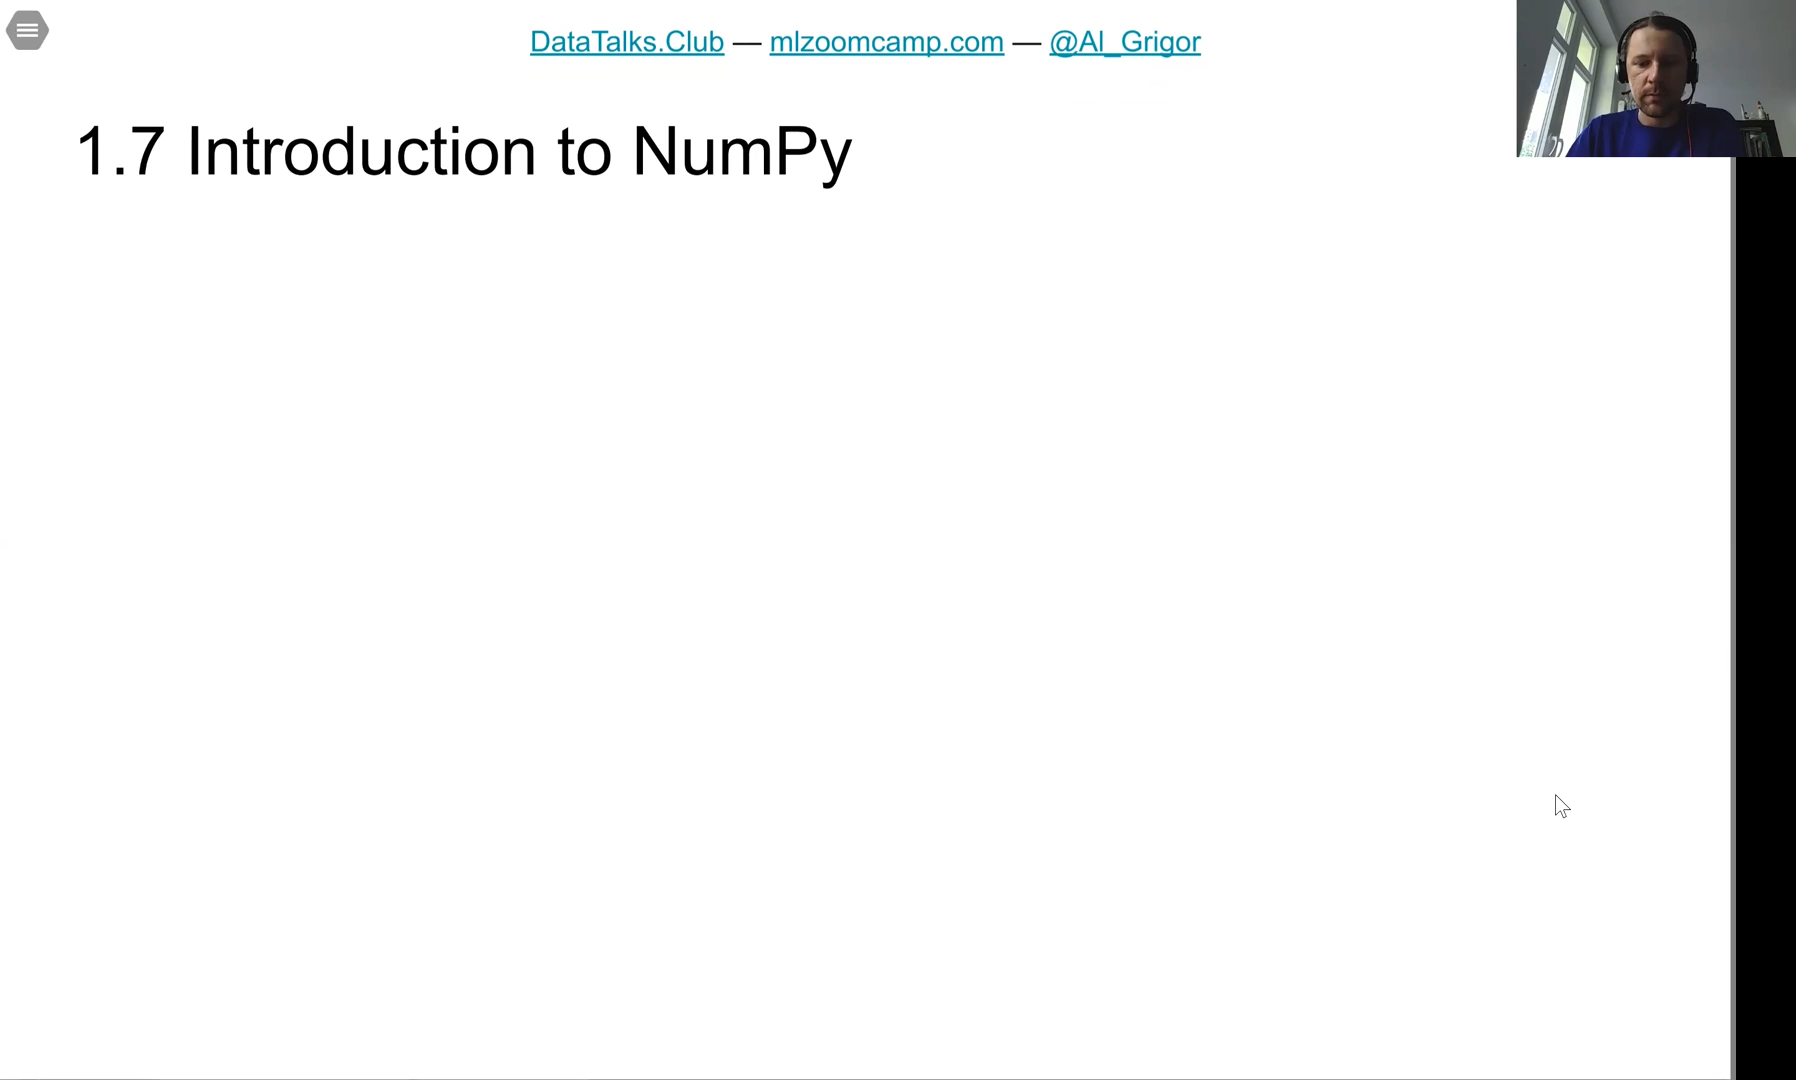 DataTalks.Club — mlzoomcamp.com — @Al_Grigor
1.7 Introduction to NumPy